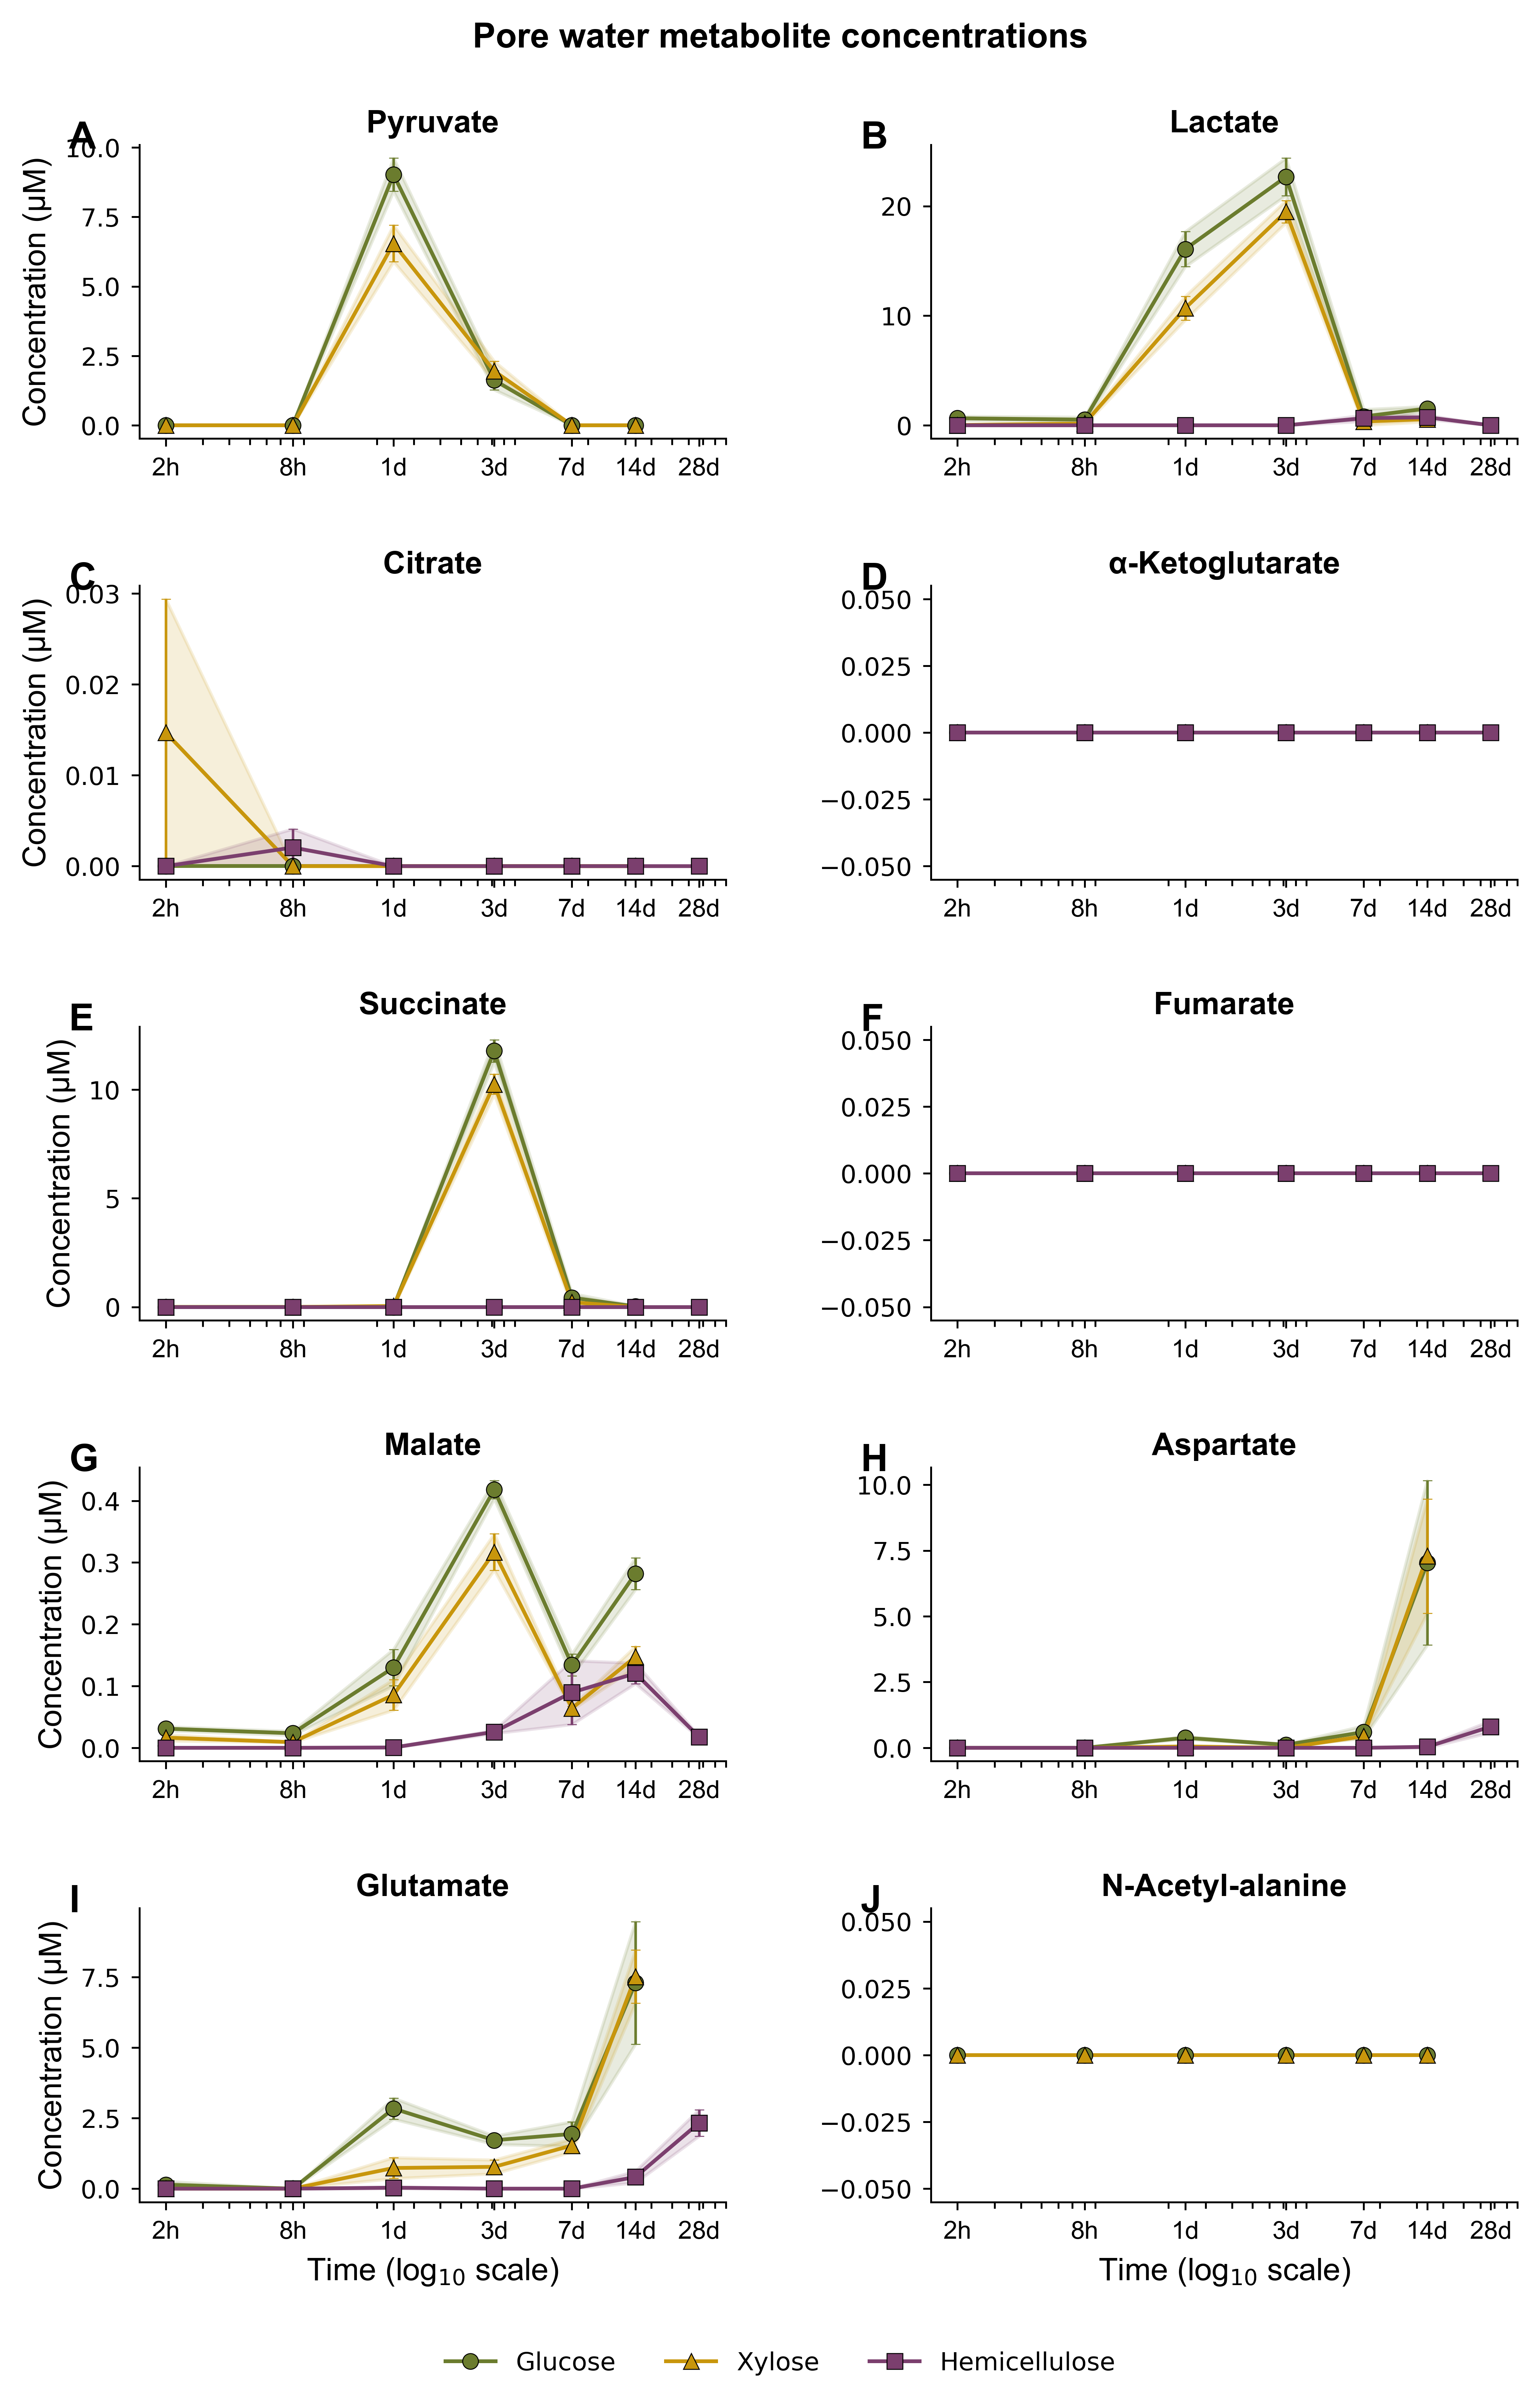 Pore water metabolite concentrations
A
Pyruvate
Concentration (µM)
10.0
7.5
5.0
2.5
0.0
2h 8h 1d 3d 7d 14d 28d
B
Lactate
20
10
0
2h 8h 1d 3d 7d 14d 28d
C
Citrate
Concentration (µM)
0.03
0.02
0.01
0.00
2h 8h 1d 3d 7d 14d 28d
D
α-Ketoglutarate
0.050
0.025
0.000
−0.025
−0.050
2h 8h 1d 3d 7d 14d 28d
E
Succinate
Concentration (µM)
10
5
0
2h 8h 1d 3d 7d 14d 28d
F
Fumarate
0.050
0.025
0.000
−0.025
−0.050
2h 8h 1d 3d 7d 14d 28d
G
Malate
Concentration (µM)
0.4
0.3
0.2
0.1
0.0
2h 8h 1d 3d 7d 14d 28d
H
Aspartate
10.0
7.5
5.0
2.5
0.0
2h 8h 1d 3d 7d 14d 28d
I
Glutamate
Concentration (µM)
7.5
5.0
2.5
0.0
2h 8h 1d 3d 7d 14d 28d
Time (log₁₀ scale)
J
N-Acetyl-alanine
0.050
0.025
0.000
−0.025
−0.050
2h 8h 1d 3d 7d 14d 28d
Time (log₁₀ scale)
Glucose Xylose Hemicellulose